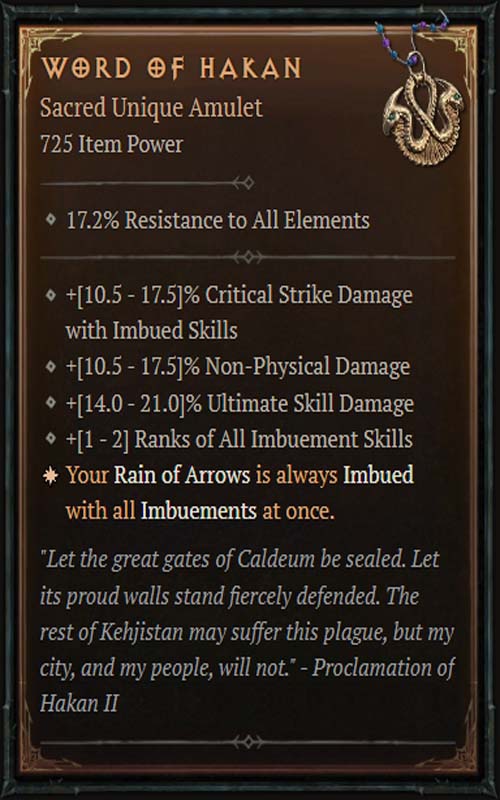 WORD OF HAKAN
Sacred Unique Amulet
725 Item Power
17.2% Resistance to All Elements
+[10.5 - 17.5]% Critical Strike Damage
with Imbued Skills
+[10.5 - 17.5]% Non-Physical Damage
+[14.0 - 21.0]% Ultimate Skill Damage
+[1 - 2] Ranks of All Imbuement Skills
Your Rain of Arrows is always Imbued
with all Imbuements at once.
"Let the great gates of Caldeum be sealed. Let
its proud walls stand fiercely defended. The
rest of Kehjistan may suffer this plague, but my
city, and my people, will not." - Proclamation of
Hakan II